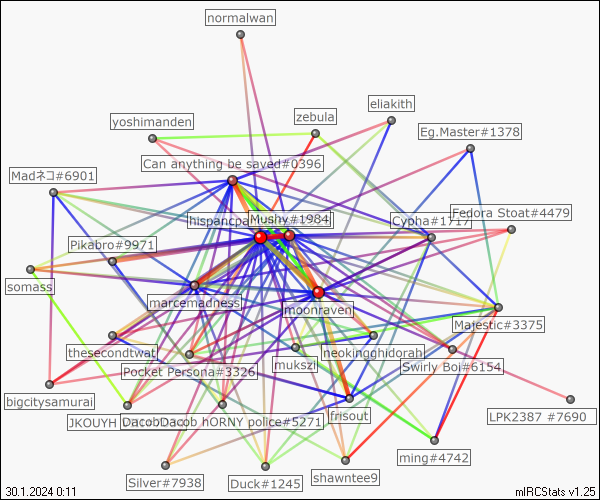 normalwan
eliakith
zebula
yoshimanden
Eg.Master#1378
Can anything be saved#0396
Madネコ#6901
Fedora Stoat#4479
hispancpa
Mushy#1984
Cypha#1717
Pikabro#9971
somass
marcemadness
moonraven
Majestic#3375
thesecondtwat
neokingghidorah
mukszi
Swirly Boi#6154
Pocket Persona#3326
bigcitysamurai
LPK2387 #7690
JKOUYH
DacobDacob hORNY police#5271
frisout
ming#4742
shawntee9
Silver#7938
Duck#1245
30.1.2024 0:11
mIRCStats v1.25